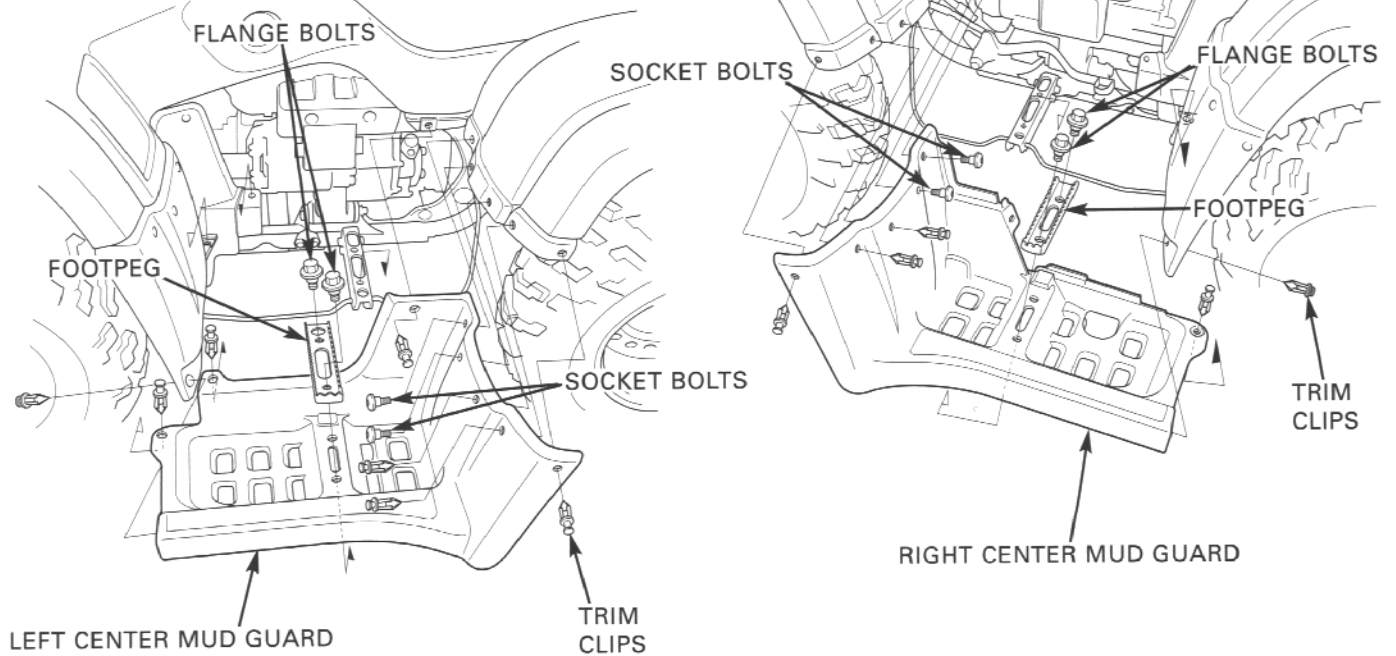 FLANGE BOLTS
FOOTPEG
SOCKET BOLTS
LEFT CENTER MUD GUARD
TRIM
CLIPS
SOCKET BOLTS
FLANGE BOLTS
FOOTPEG
TRIM
CLIPS
RIGHT CENTER MUD GUARD